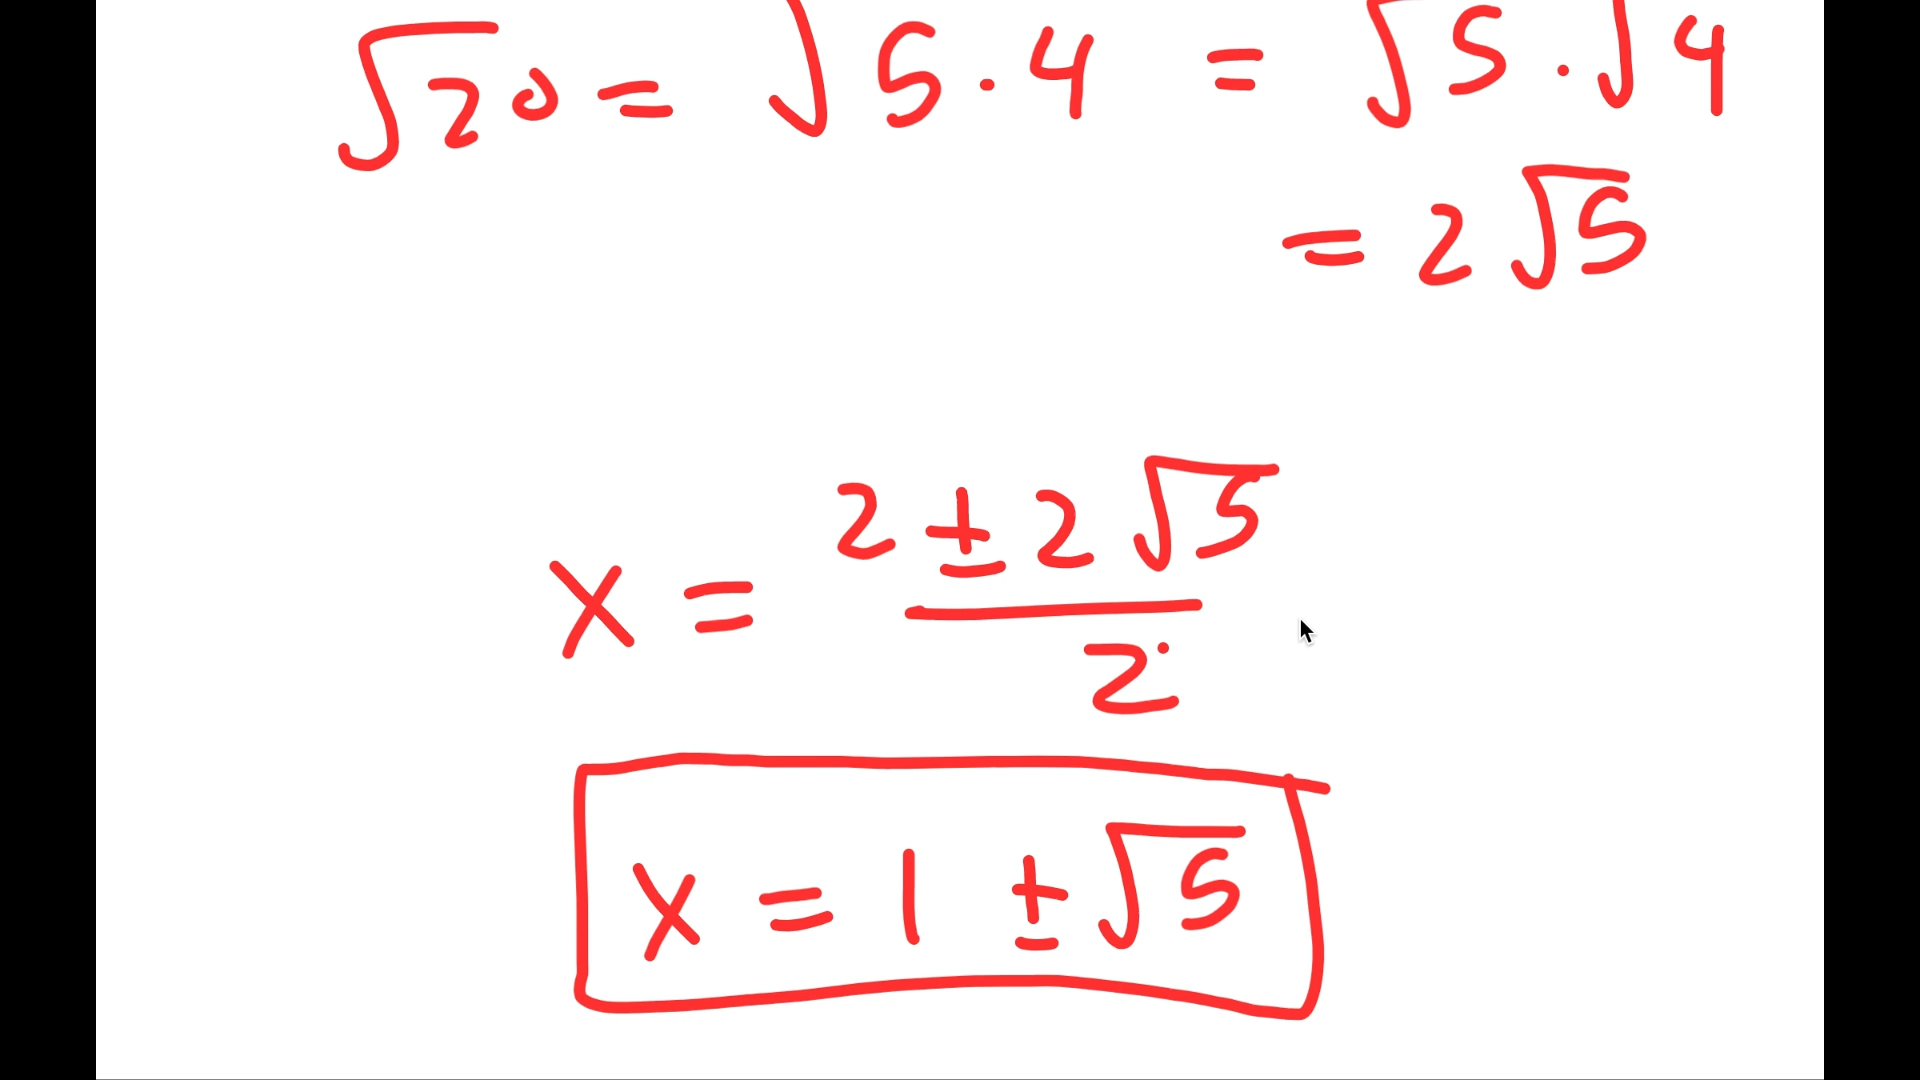 √20 = √5·4 = √5·√4
= 2√5
x = (2 ± 2√5)/2
x = 1 ± √5